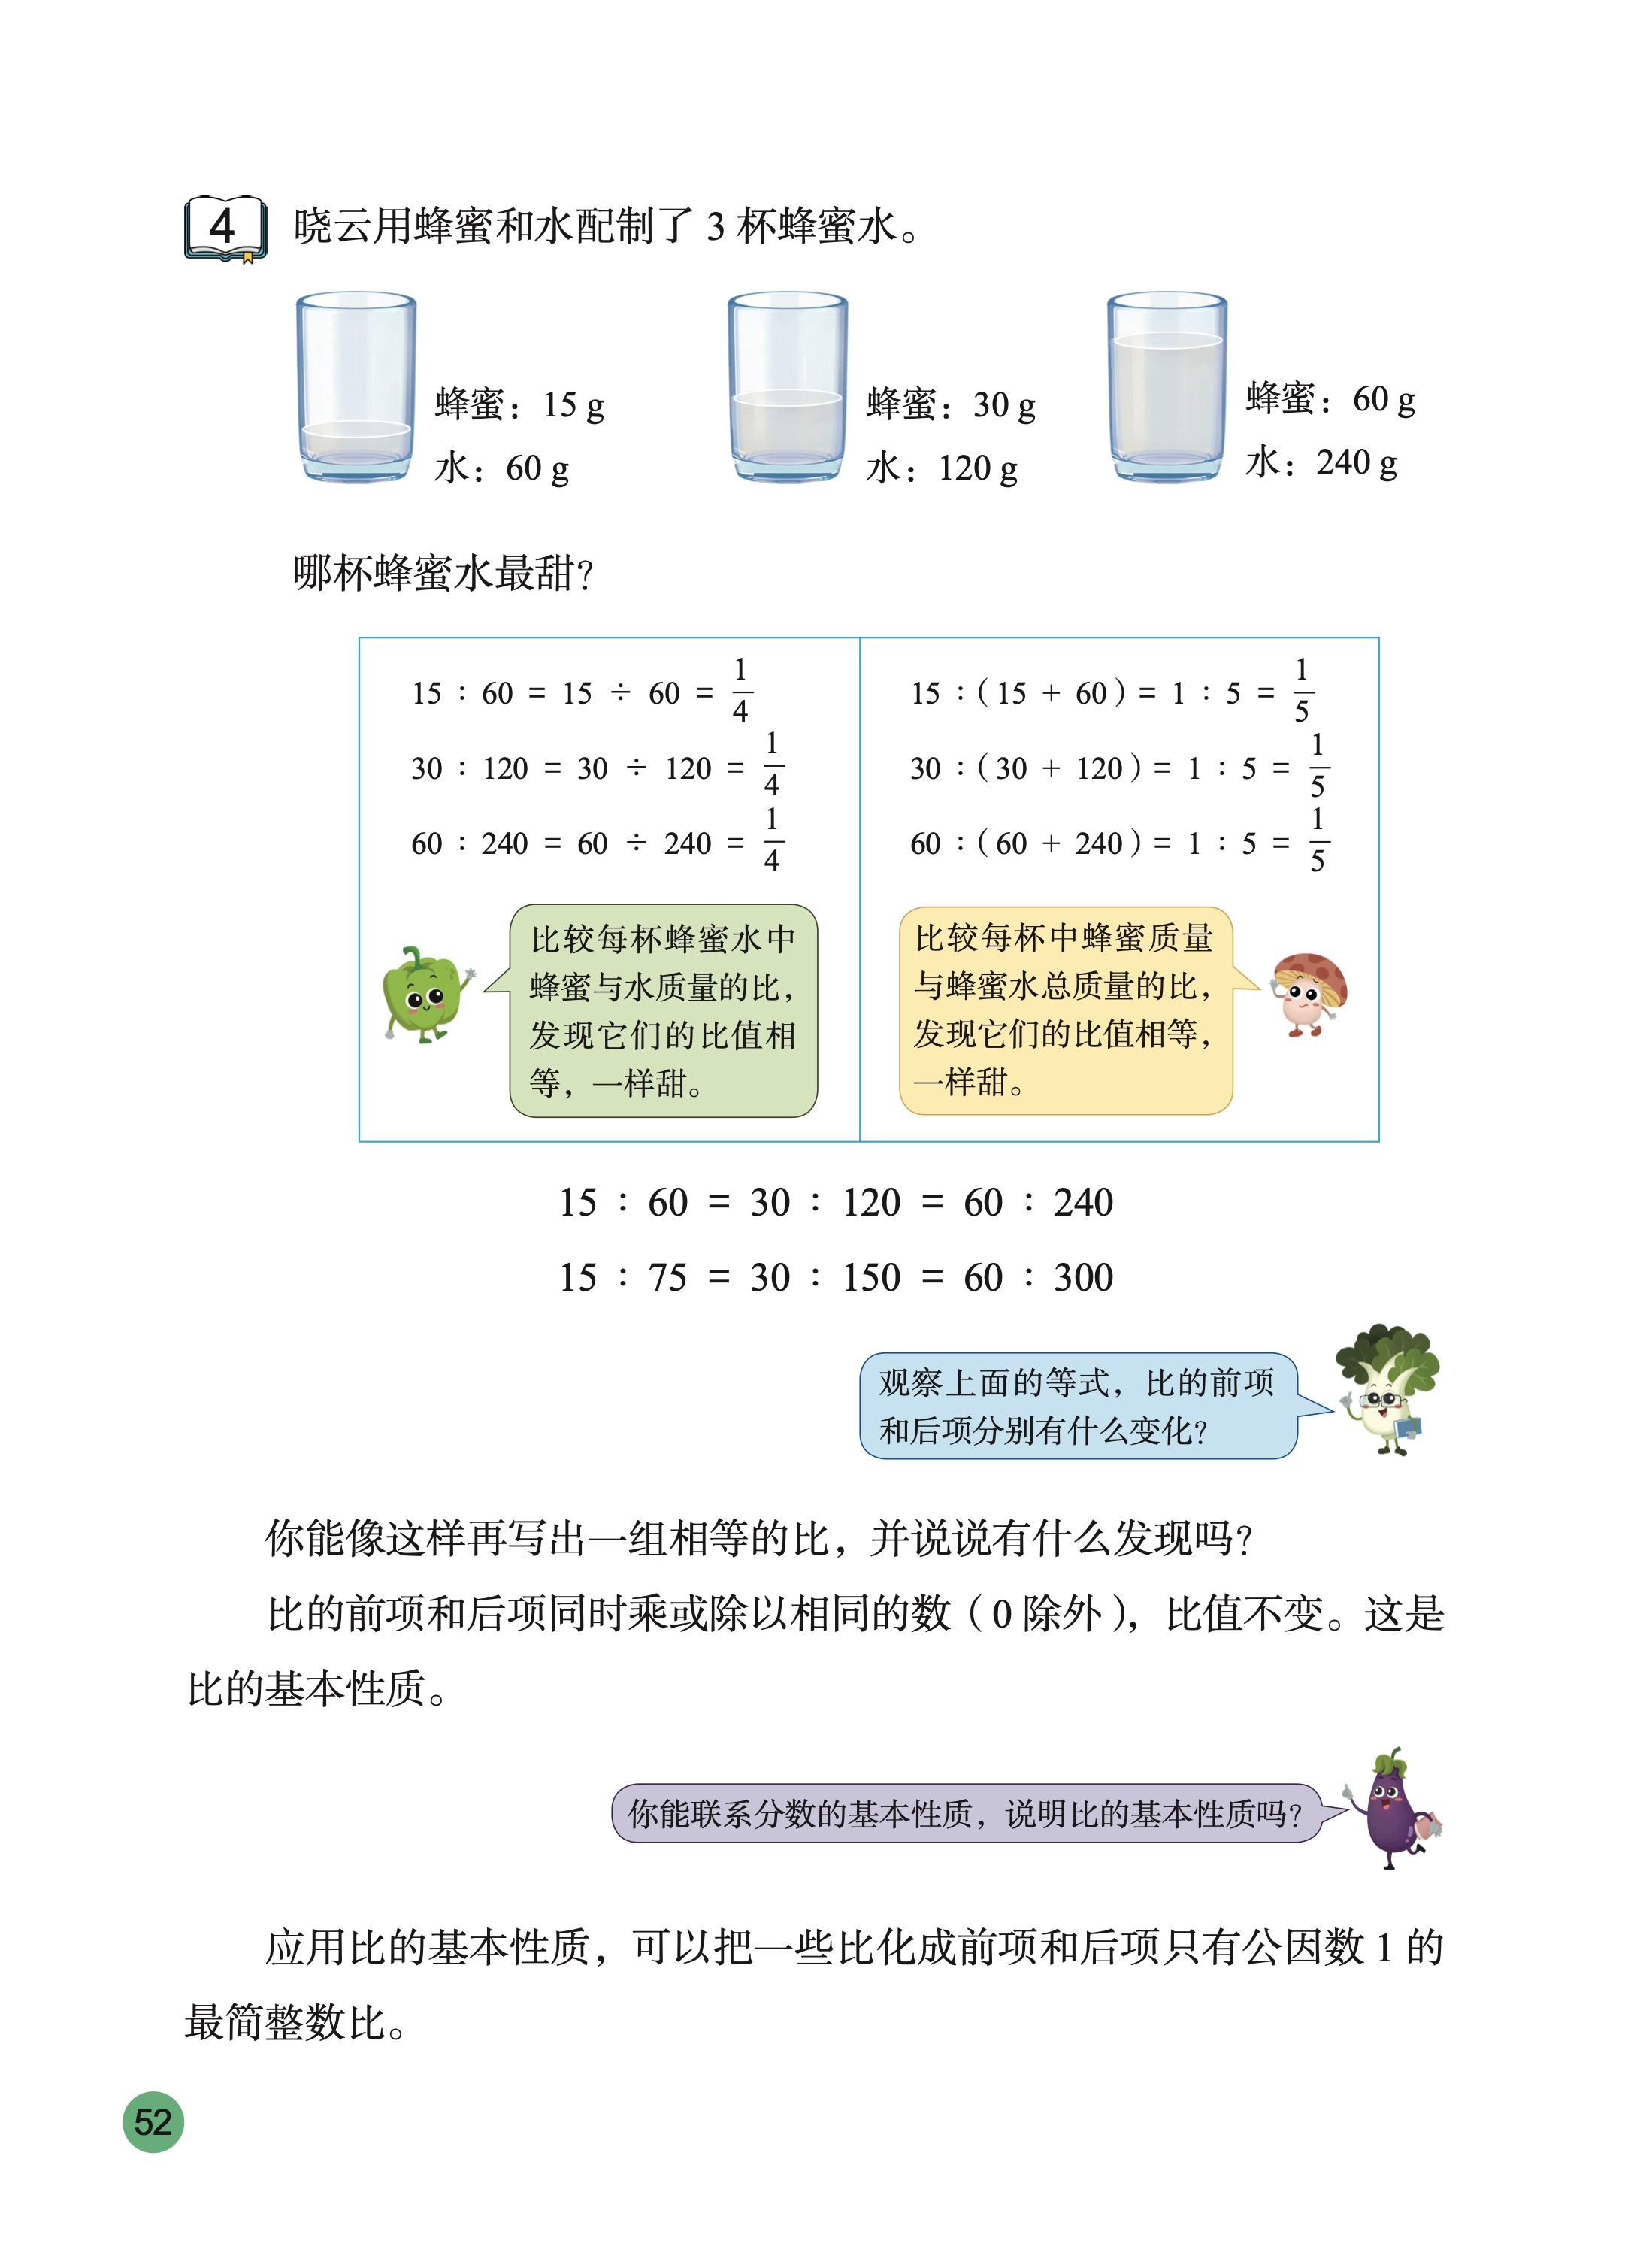 4 晓云用蜂蜜和水配制了 3 杯蜂蜜水。
蜂蜜：15 g
水：60 g
蜂蜜：30 g
水：120 g
蜂蜜：60 g
水：240 g
哪杯蜂蜜水最甜？
15 : 60 = 15 ÷ 60 = 1/4
30 : 120 = 30 ÷ 120 = 1/4
60 : 240 = 60 ÷ 240 = 1/4
比较每杯蜂蜜水中
蜂蜜与水质量的比，
发现它们的比值相
等，一样甜。
15 :（15 + 60）= 1 : 5 = 1/5
30 :（30 + 120）= 1 : 5 = 1/5
60 :（60 + 240）= 1 : 5 = 1/5
比较每杯中蜂蜜质量
与蜂蜜水总质量的比，
发现它们的比值相等，
一样甜。
15 : 60 = 30 : 120 = 60 : 240
15 : 75 = 30 : 150 = 60 : 300
观察上面的等式，比的前项
和后项分别有什么变化？
你能像这样再写出一组相等的比，并说说有什么发现吗？
比的前项和后项同时乘或除以相同的数（0 除外），比值不变。这是
比的基本性质。
你能联系分数的基本性质，说明比的基本性质吗？
应用比的基本性质，可以把一些比化成前项和后项只有公因数 1 的
最简整数比。
52